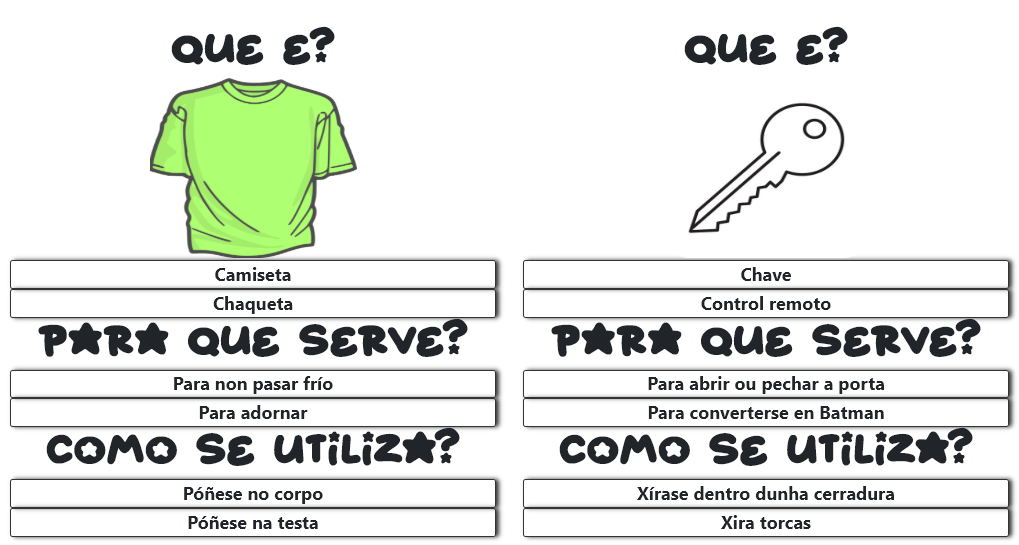 QUE E?
Camiseta
Chaqueta
PARA QUE SERVE?
Para non pasar frío
Para adornar
COMO SE UTILIZA?
Póñese no corpo
Póñese na testa
QUE E?
Chave
Control remoto
PARA QUE SERVE?
Para abrir ou pechar a porta
Para converterse en Batman
COMO SE UTILIZA?
Xírase dentro dunha cerradura
Xira torcas